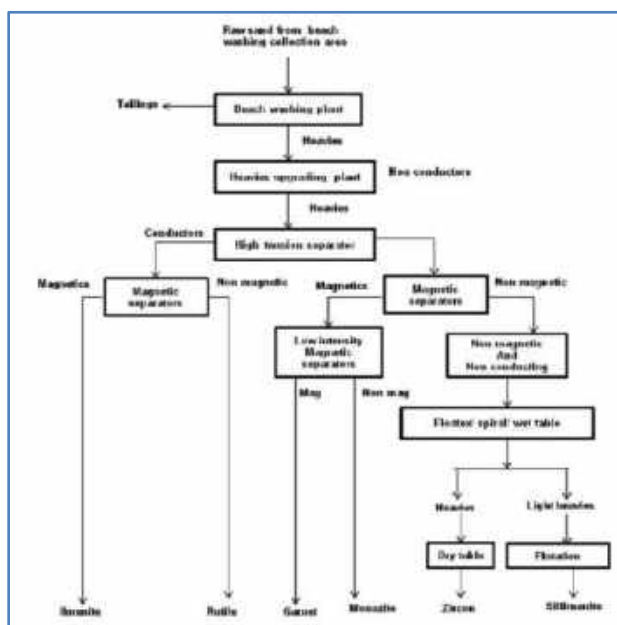 Raw sand from beach
washing collection area
Tailings
Beach washing plant
Heavies
Heavies upgrading plant
Non conductors
Heavies
Conductors
High tension separator
Magnetics
Magnetic
separators
Non magnetic
Magnetics
Magnetic
separators
Non magnetic
Low intensity
Magnetic
separators
Non magnetic
And
Non conducting
Mag
Non mag
Floatex spiral/ wet table
Heavies
Light heavies
Dry table
Flotation
Ilmenite
Rutile
Garnet
Monazite
Zircon
Sillimanite